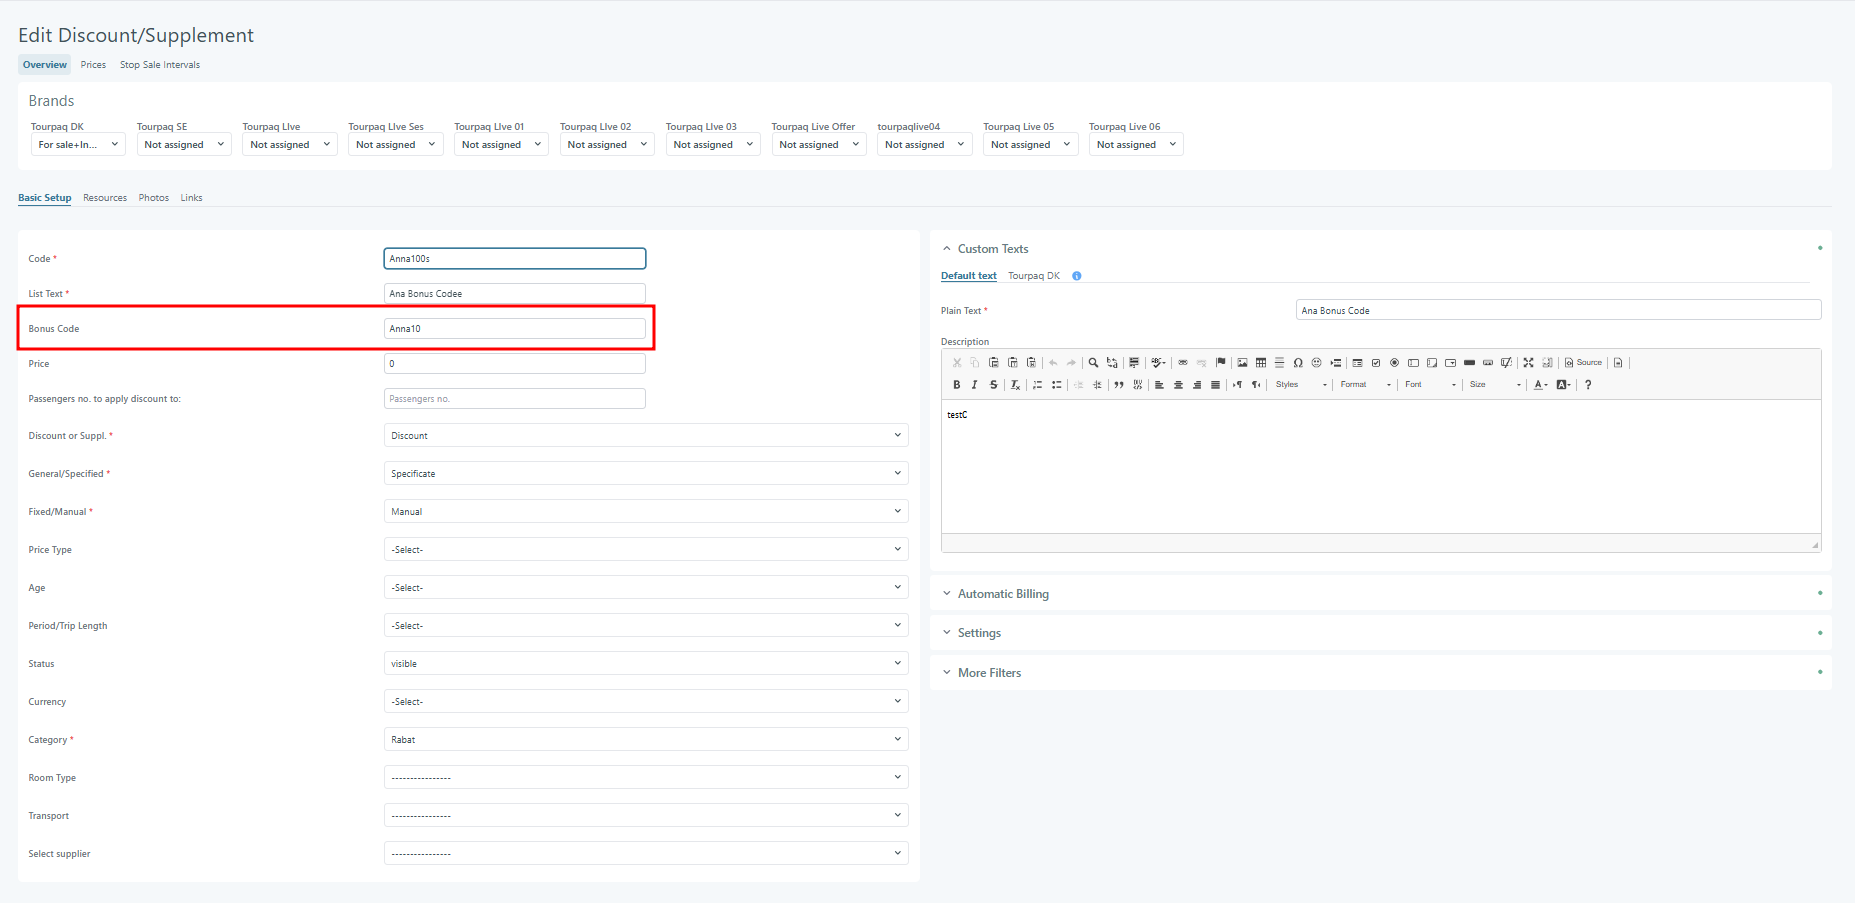 Edit Discount/Supplement
Overview Prices Stop Sale Intervals
Brands
Tourpaq DK Tourpaq SE Tourpaq LIve Tourpaq LIve Ses Tourpaq LIve 01 Tourpaq LIve 02 Tourpaq LIve 03 Tourpaq Live Offer tourpaqlive04 Tourpaq Live 05 Tourpaq Live 06
For sale+In... Not assigned Not assigned Not assigned Not assigned Not assigned Not assigned Not assigned Not assigned Not assigned Not assigned
Basic Setup Resources Photos Links
Code * Anna100s
List Text * Ana Bonus Codee
Bonus Code Anna10
Price 0
Passengers no. to apply discount to: Passengers no.
Discount or Suppl. * Discount
General/Specified * Specificate
Fixed/Manual * Manual
Price Type -Select-
Age -Select-
Period/Trip Length -Select-
Status visible
Currency -Select-
Category * Rabat
Room Type ----------------
Transport ----------------
Select supplier ----------------
Custom Texts
Default text Tourpaq DK
Plain Text * Ana Bonus Code
Description
Source
B I S Styles Format Font Size A A ?
testC
Automatic Billing
Settings
More Filters